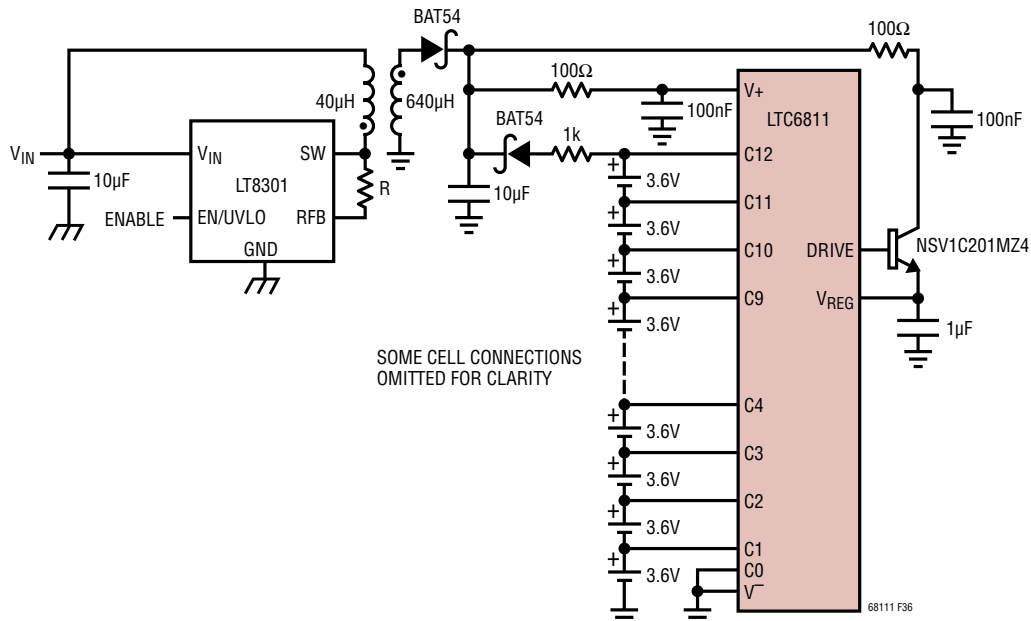 BAT54
100Ω
100Ω
40µH
640µH
V+
LTC6811
100nF
100nF
BAT54
1k
VIN
VIN
SW
LT8301
R
10µF
ENABLE
EN/UVLO
RFB
GND
10µF
C12
+
3.6V
C11
+
3.6V
C10
DRIVE
NSV1C201MZ4
+
3.6V
C9
VREG
+
3.6V
1µF
SOME CELL CONNECTIONS
OMITTED FOR CLARITY
C4
+
3.6V
C3
+
3.6V
C2
+
3.6V
C1
+
3.6V
C0
V–
68111 F36